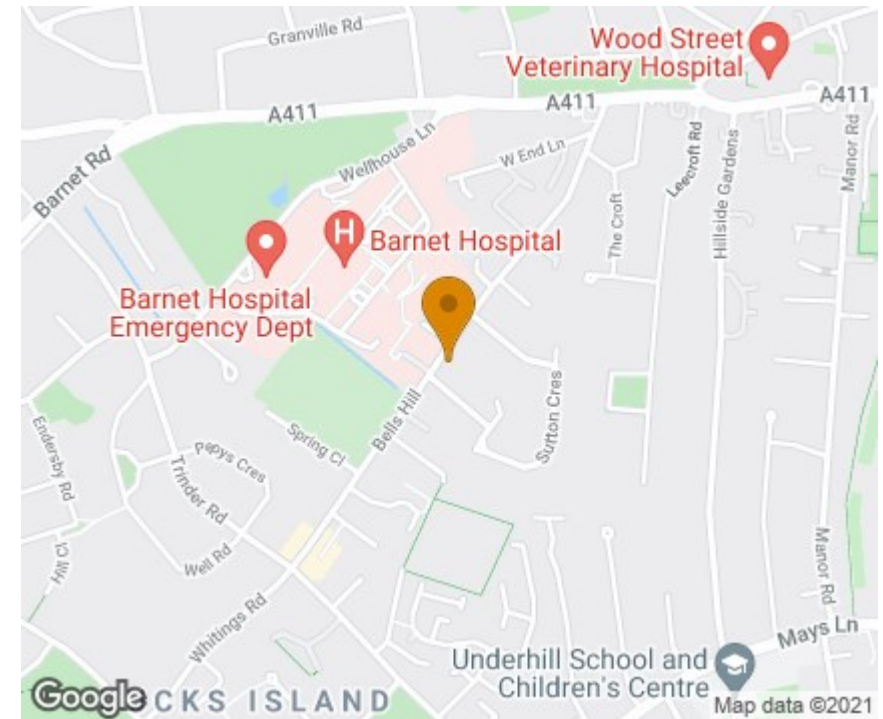 Granville Rd
Wood Street
Veterinary Hospital
A411
A411
A411
Barnet Rd
Wellhouse Ln
W End Ln
Leecroft Rd
Manor Rd
The Croft
Hillside Gardens
H
Barnet Hospital
Barnet Hospital
Emergency Dept
Sutton Cres
Bells Hill
Spring Cl
Endersby Rd
Pepys Cres
Trinder Rd
Well Rd
Hill Cl
Whitings Rd
Manor Rd
Mays Ln
Underhill School and
Children's Centre
Google
CKS ISLAND
Map data ©2021